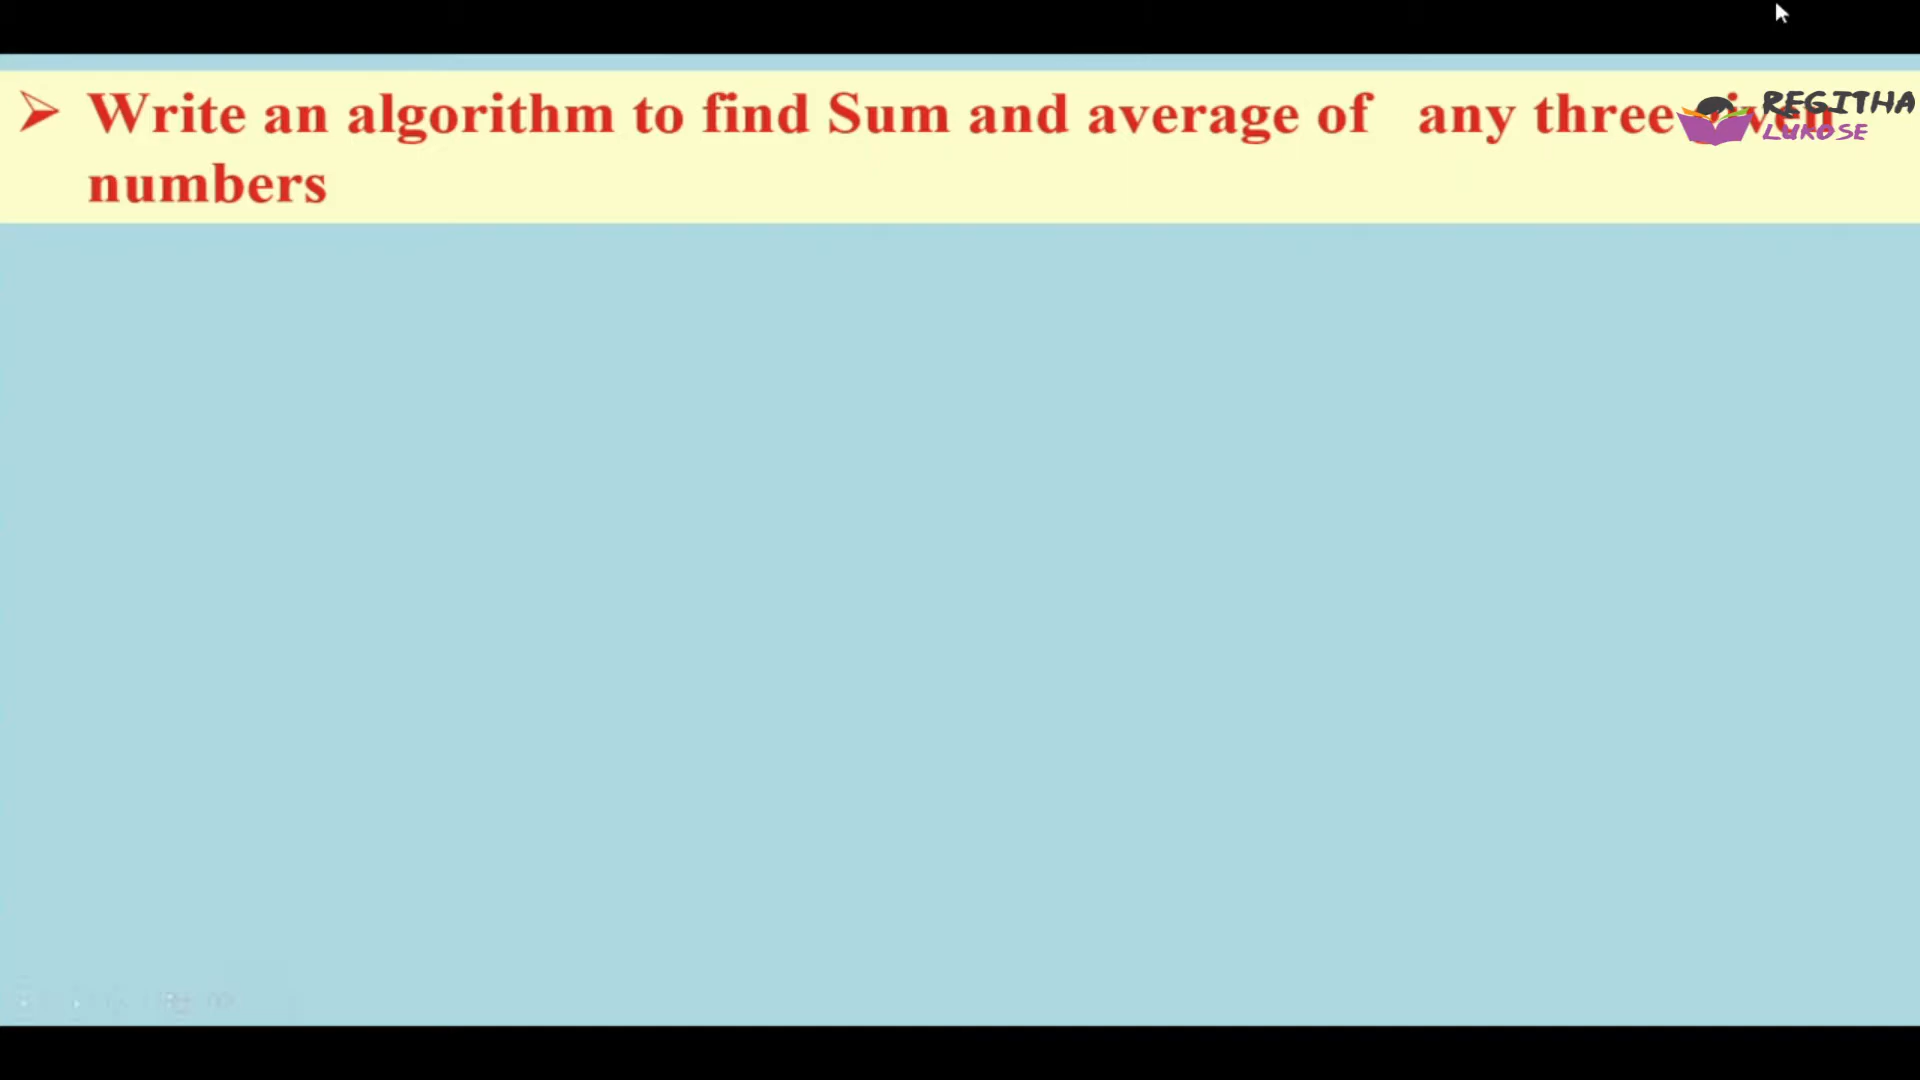 ➢ Write an algorithm to find Sum and average of any three given
numbers
REGITHA
LUKOSE